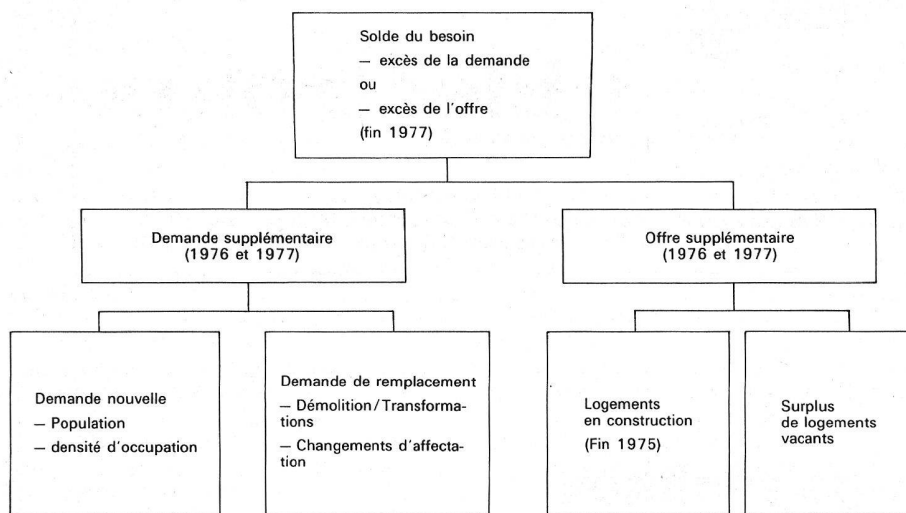 Solde du besoin
— excès de la demande
ou
— excès de l'offre
(fin 1977)
Demande supplémentaire
(1976 et 1977)
Offre supplémentaire
(1976 et 1977)
Demande nouvelle
— Population
— densité d'occupation
Demande de remplacement
— Démolition/Transforma-
tions
— Changements d'affecta-
tion
Logements
en construction
(Fin 1975)
Surplus
de logements
vacants